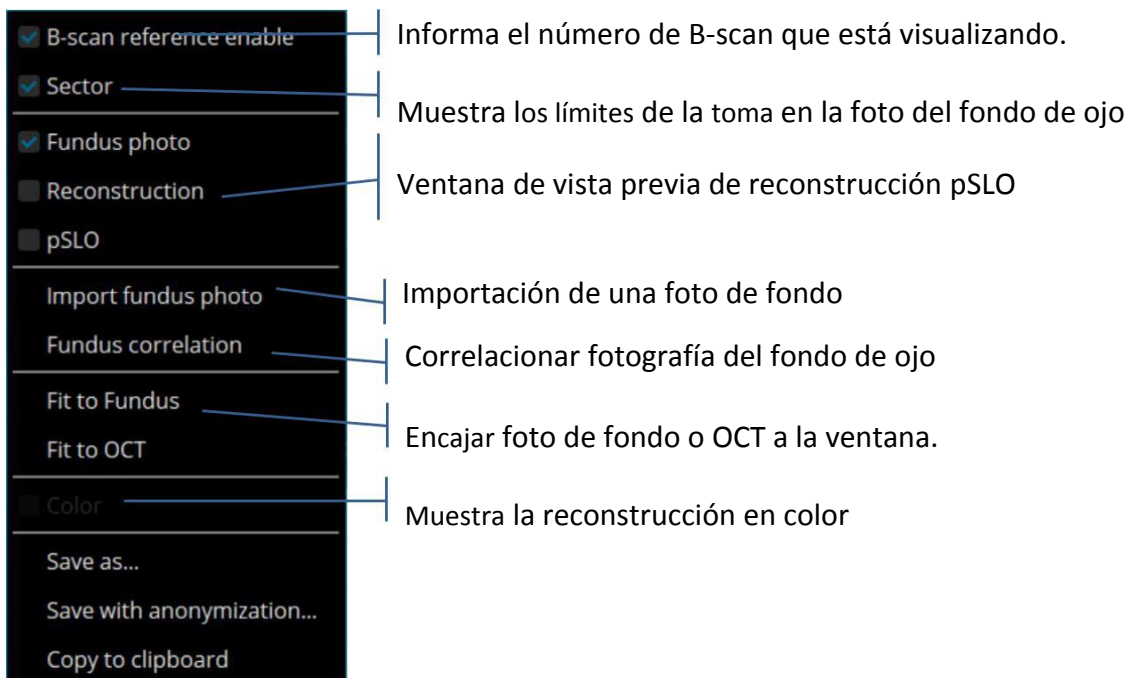 B-scan reference enable
Informa el número de B-scan que está visualizando.
Sector
Muestra los límites de la toma en la foto del fondo de ojo
Fundus photo
Reconstruction
Ventana de vista previa de reconstrucción pSLO
pSLO
Import fundus photo
Importación de una foto de fondo
Fundus correlation
Correlacionar fotografía del fondo de ojo
Fit to Fundus
Encajar foto de fondo o OCT a la ventana.
Fit to OCT
Color
Muestra la reconstrucción en color
Save as...
Save with anonymization...
Copy to clipboard